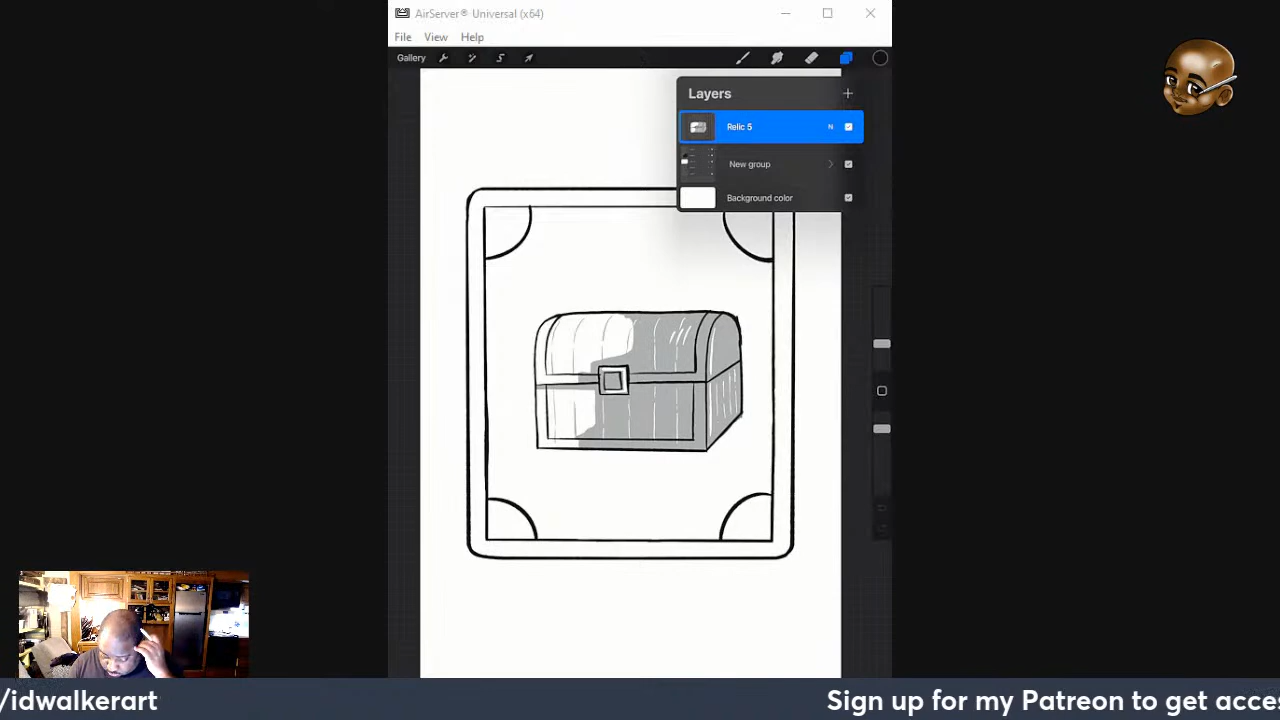 AirServer® Universal (x64)
File View Help
Gallery
Layers
Relic 5 N
New group
Background color
/idwalkerart
Sign up for my Patreon to get acces